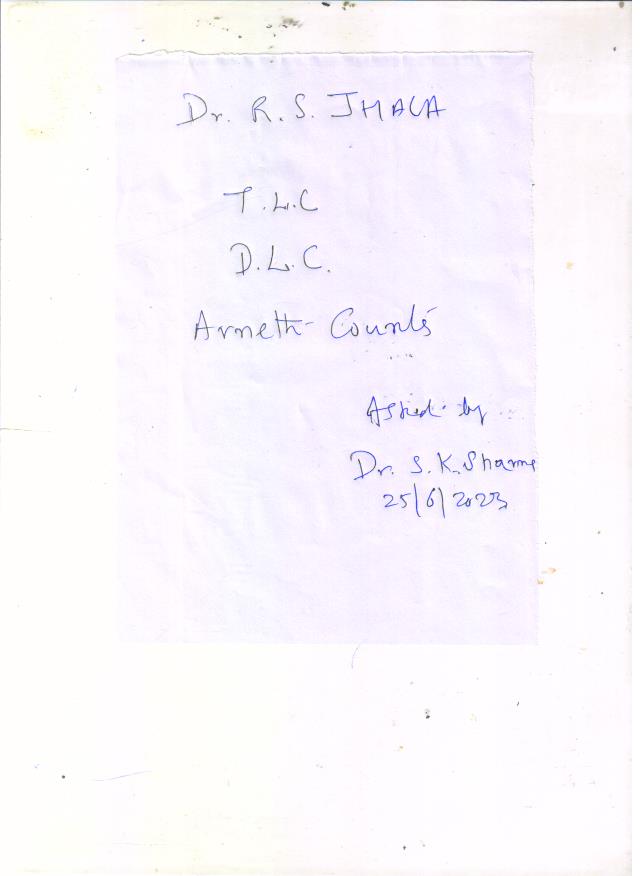 Dr. R. S. JHALA
T.L.C
D.L.C.
Arneth Counts
Asked by
Dr. S. K. Sharma
25/6/2023